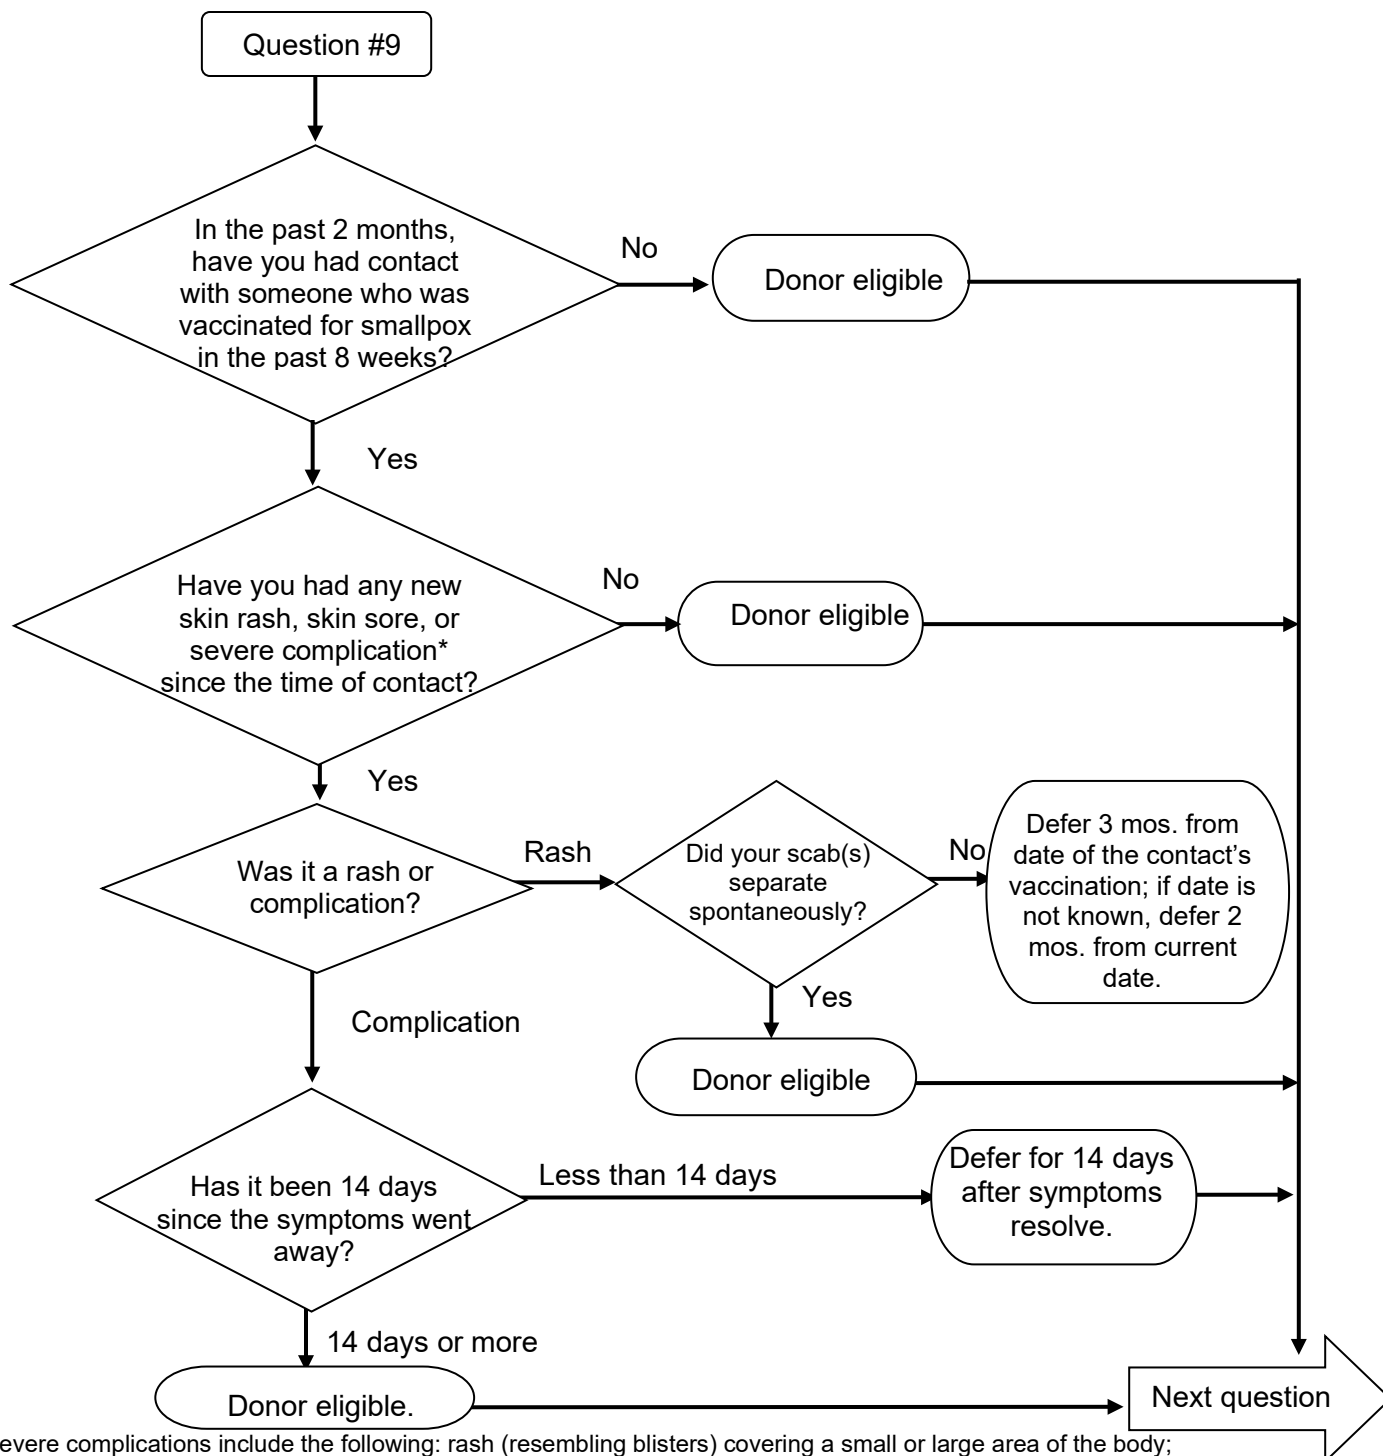 Question #9
In the past 2 months,
have you had contact
with someone who was
vaccinated for smallpox
in the past 8 weeks?
No
Donor eligible
Yes
Have you had any new
skin rash, skin sore, or
severe complication*
since the time of contact?
No
Donor eligible
Yes
Was it a rash or
complication?
Rash
Did your scab(s)
separate
spontaneously?
No
Defer 3 mos. from
date of the contact’s
vaccination; if date is
not known, defer 2
mos. from current
date.
Yes
Donor eligible
Complication
Has it been 14 days
since the symptoms went
away?
Less than 14 days
Defer for 14 days
after symptoms
resolve.
14 days or more
Donor eligible.
Next question
evere complications include the following: rash (resembling blisters) covering a small or large area of the body;